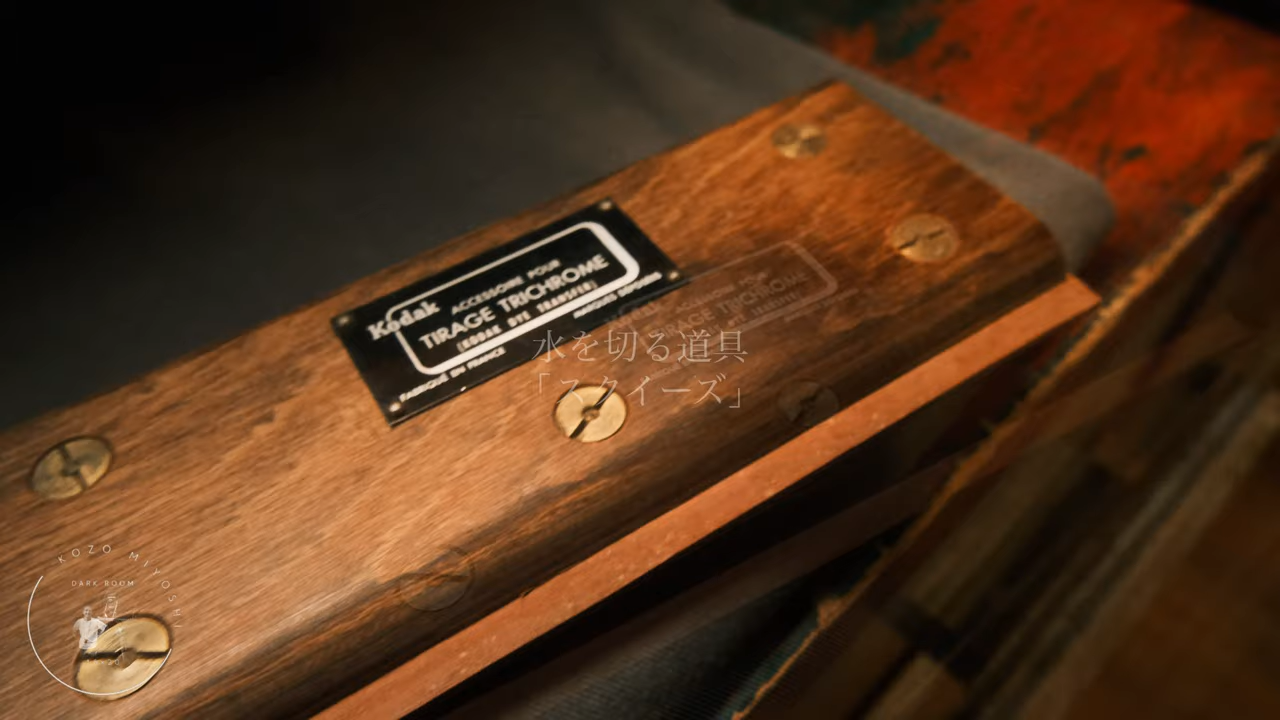 Kodak
ACCESSOIRE POUR
TIRAGE TRICHROME
(KODAK DYE TRANSFER)
MARQUES DÉPOSÉES
FABRIQUÉ EN FRANCE
水を切る道具
「スクイーズ」
KOZO MIYOSHI
DARK ROOM